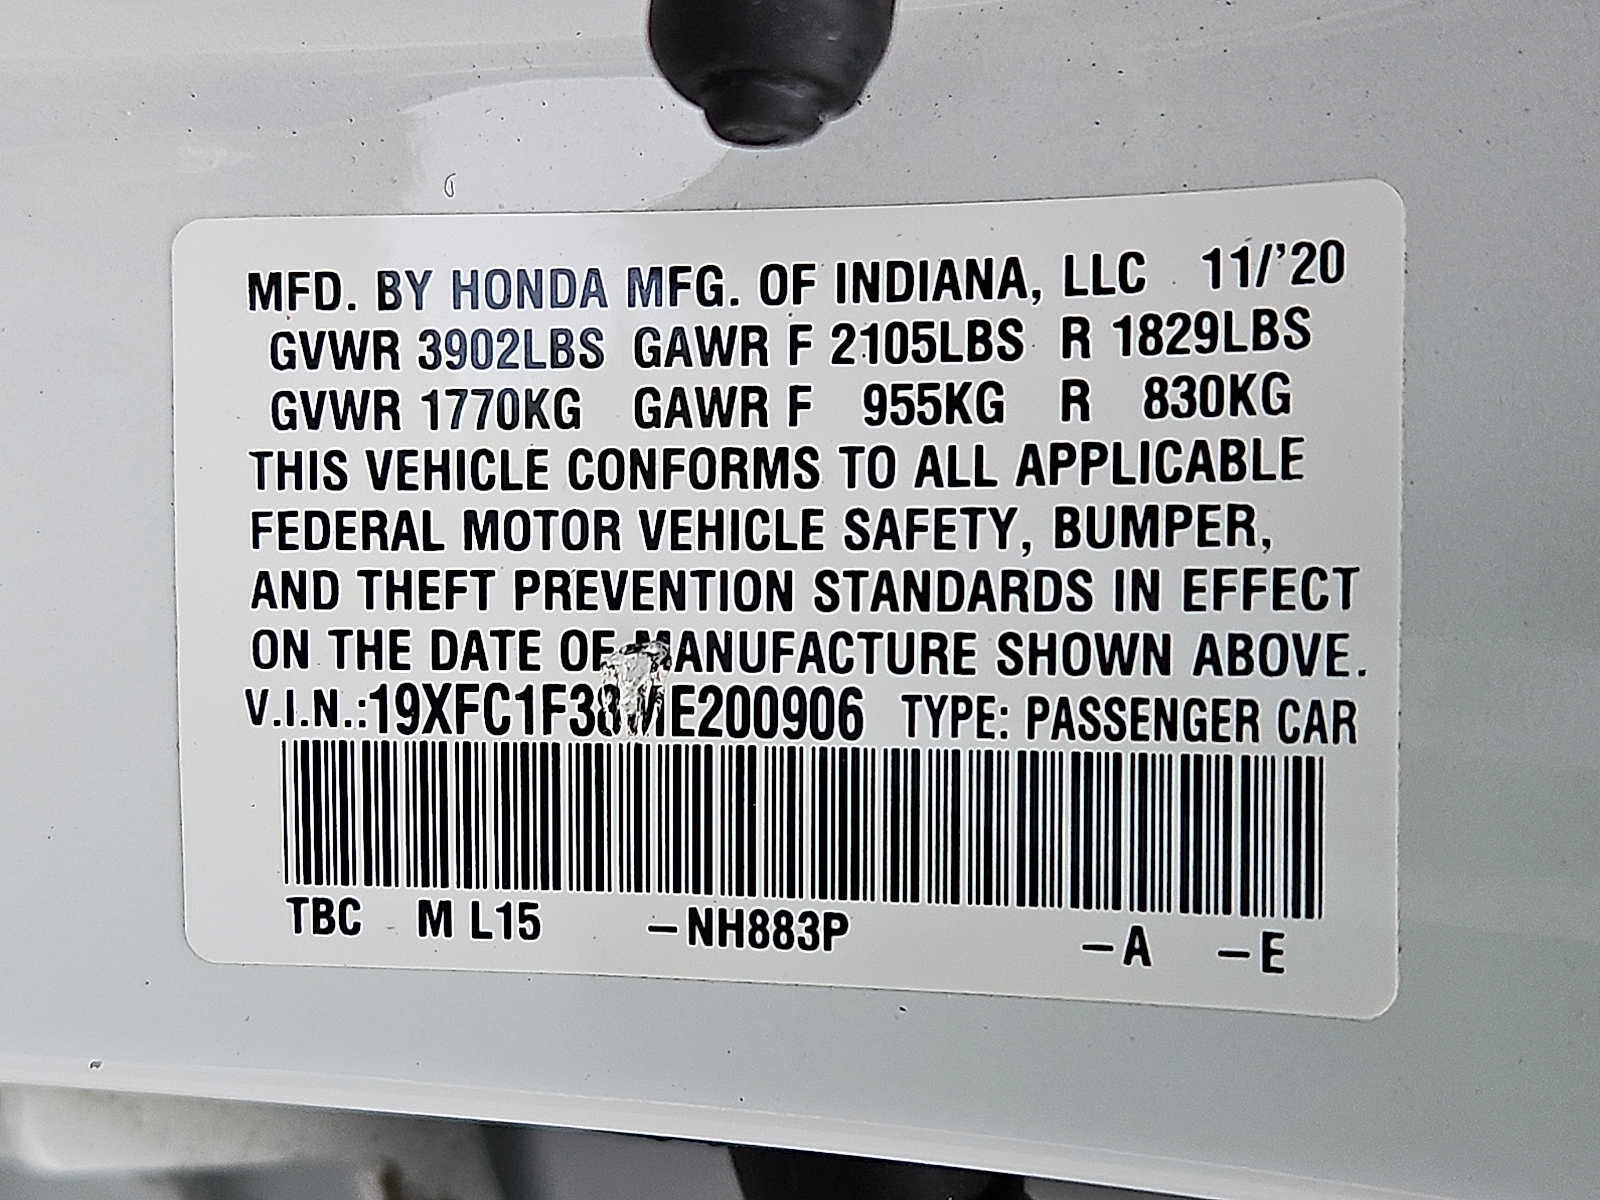 MFD. BY HONDA MFG. OF INDIANA, LLC 11/'20
GVWR 3902LBS GAWR F 2105LBS R 1829LBS
GVWR 1770KG GAWR F 955KG R 830KG
THIS VEHICLE CONFORMS TO ALL APPLICABLE
FEDERAL MOTOR VEHICLE SAFETY, BUMPER,
AND THEFT PREVENTION STANDARDS IN EFFECT
ON THE DATE OF MANUFACTURE SHOWN ABOVE.
V.I.N.:19XFC1F38ME200906 TYPE: PASSENGER CAR
TBC M L15 –NH883P –A –E